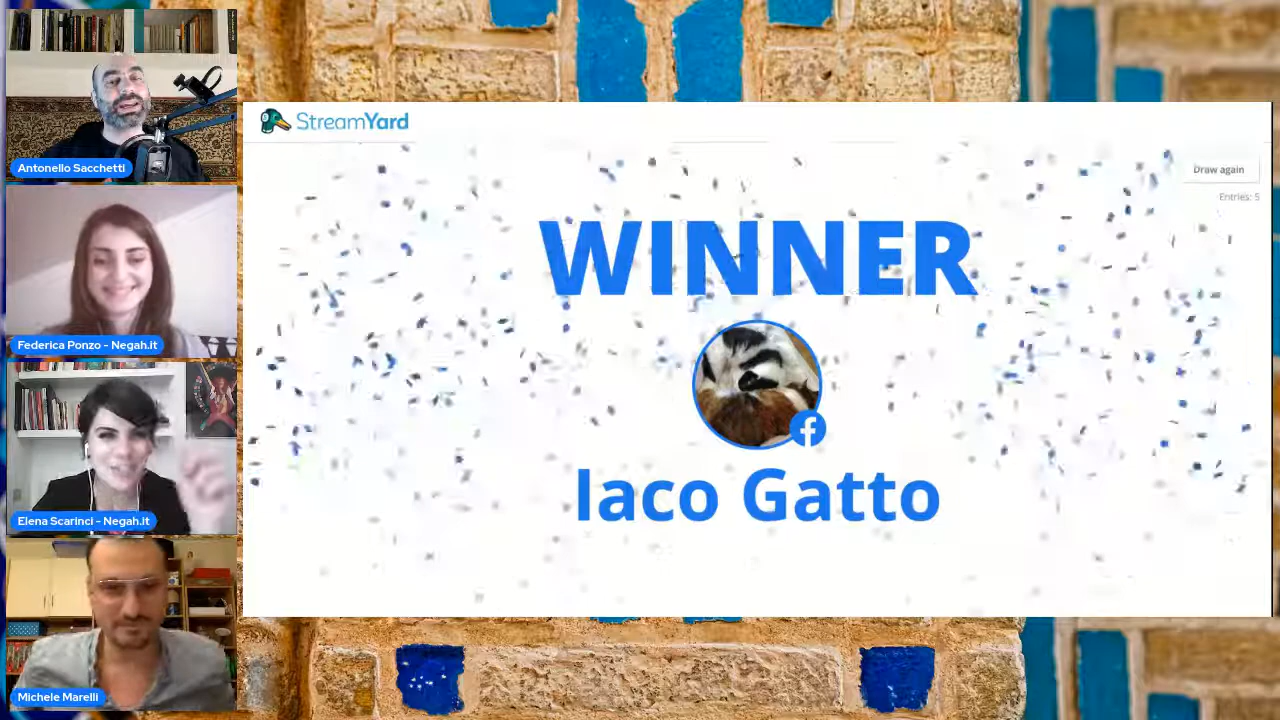 Antonello Sacchetti
Federica Ponzo - Negah.it
Elena Scarinci - Negah.it
Michele Marelli
StreamYard
Draw again
Entries: 5
WINNER
Iaco Gatto